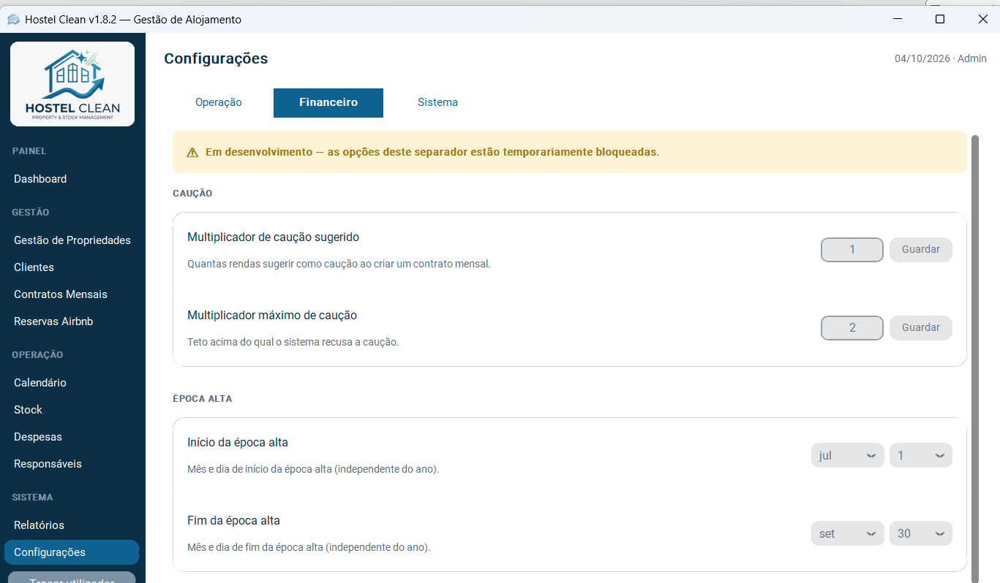 Hostel Clean v1.8.2 — Gestão de Alojamento
HOSTEL CLEAN
PROPERTY & STOCK MANAGEMENT
PAINEL
Dashboard
GESTÃO
Gestão de Propriedades
Clientes
Contratos Mensais
Reservas Airbnb
OPERAÇÃO
Calendário
Stock
Despesas
Responsáveis
SISTEMA
Relatórios
Configurações
Trocar utilizador
Configurações
04/10/2026 · Admin
Operação Financeiro Sistema
Em desenvolvimento — as opções deste separador estão temporariamente bloqueadas.
CAUÇÃO
Multiplicador de caução sugerido
Quantas rendas sugerir como caução ao criar um contrato mensal.
1 Guardar
Multiplicador máximo de caução
Teto acima do qual o sistema recusa a caução.
2 Guardar
ÉPOCA ALTA
Início da época alta
Mês e dia de início da época alta (independente do ano).
jul 1
Fim da época alta
Mês e dia de fim da época alta (independente do ano).
set 30